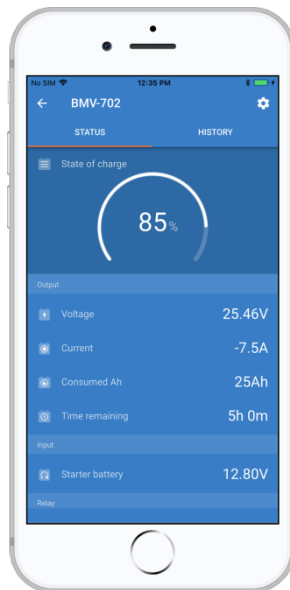 No SIM 12:35 PM
BMV-702
STATUS HISTORY
State of charge
85%
Output
Voltage 25.46V
Current -7.5A
Consumed Ah 25Ah
Time remaining 5h 0m
Input
Starter battery 12.80V
Relay